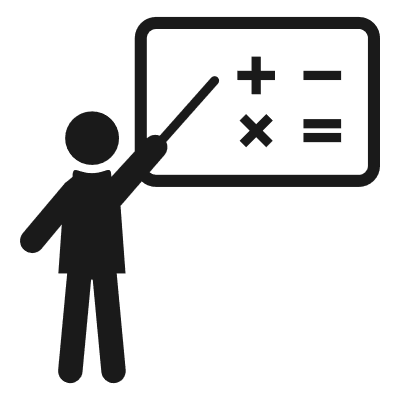 + −
× =